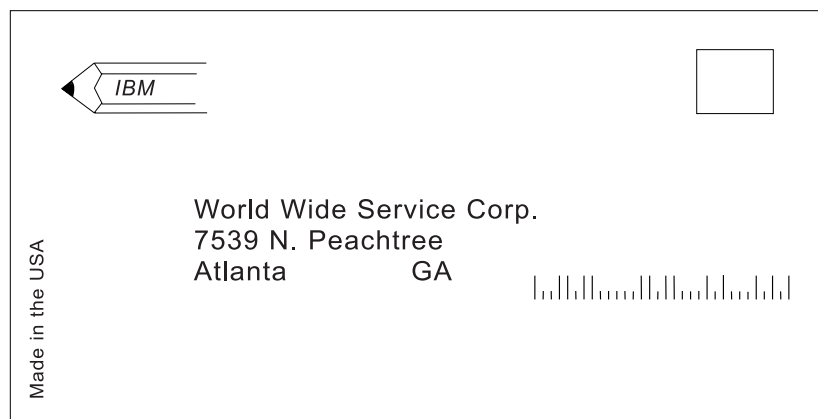 IBM
World Wide Service Corp.
7539 N. Peachtree
Atlanta GA
Made in the USA